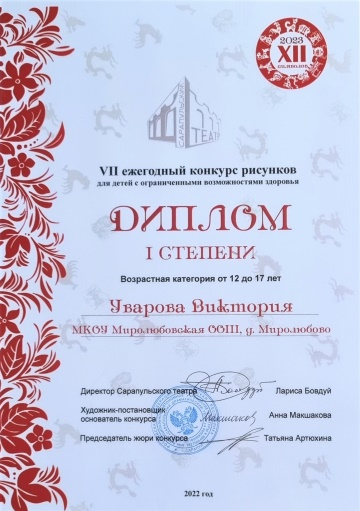 2023
XII
САРАПУЛЬСКИЙ
ТЕАТР
VII ежегодный конкурс рисунков
для детей с ограниченными возможностями здоровья
ДИПЛОМ
I СТЕПЕНИ
Возрастная категория от 12 до 17 лет
Уварова Виктория
МКОУ Миролюбовская ООШ, д. Миролюбово
Директор Сарапульского театра Лариса Бовдуй
Художник-постановщик
основатель конкурса Анна Макшакова
Председатель жюри конкурса Татьяна Артюхина
2022 год